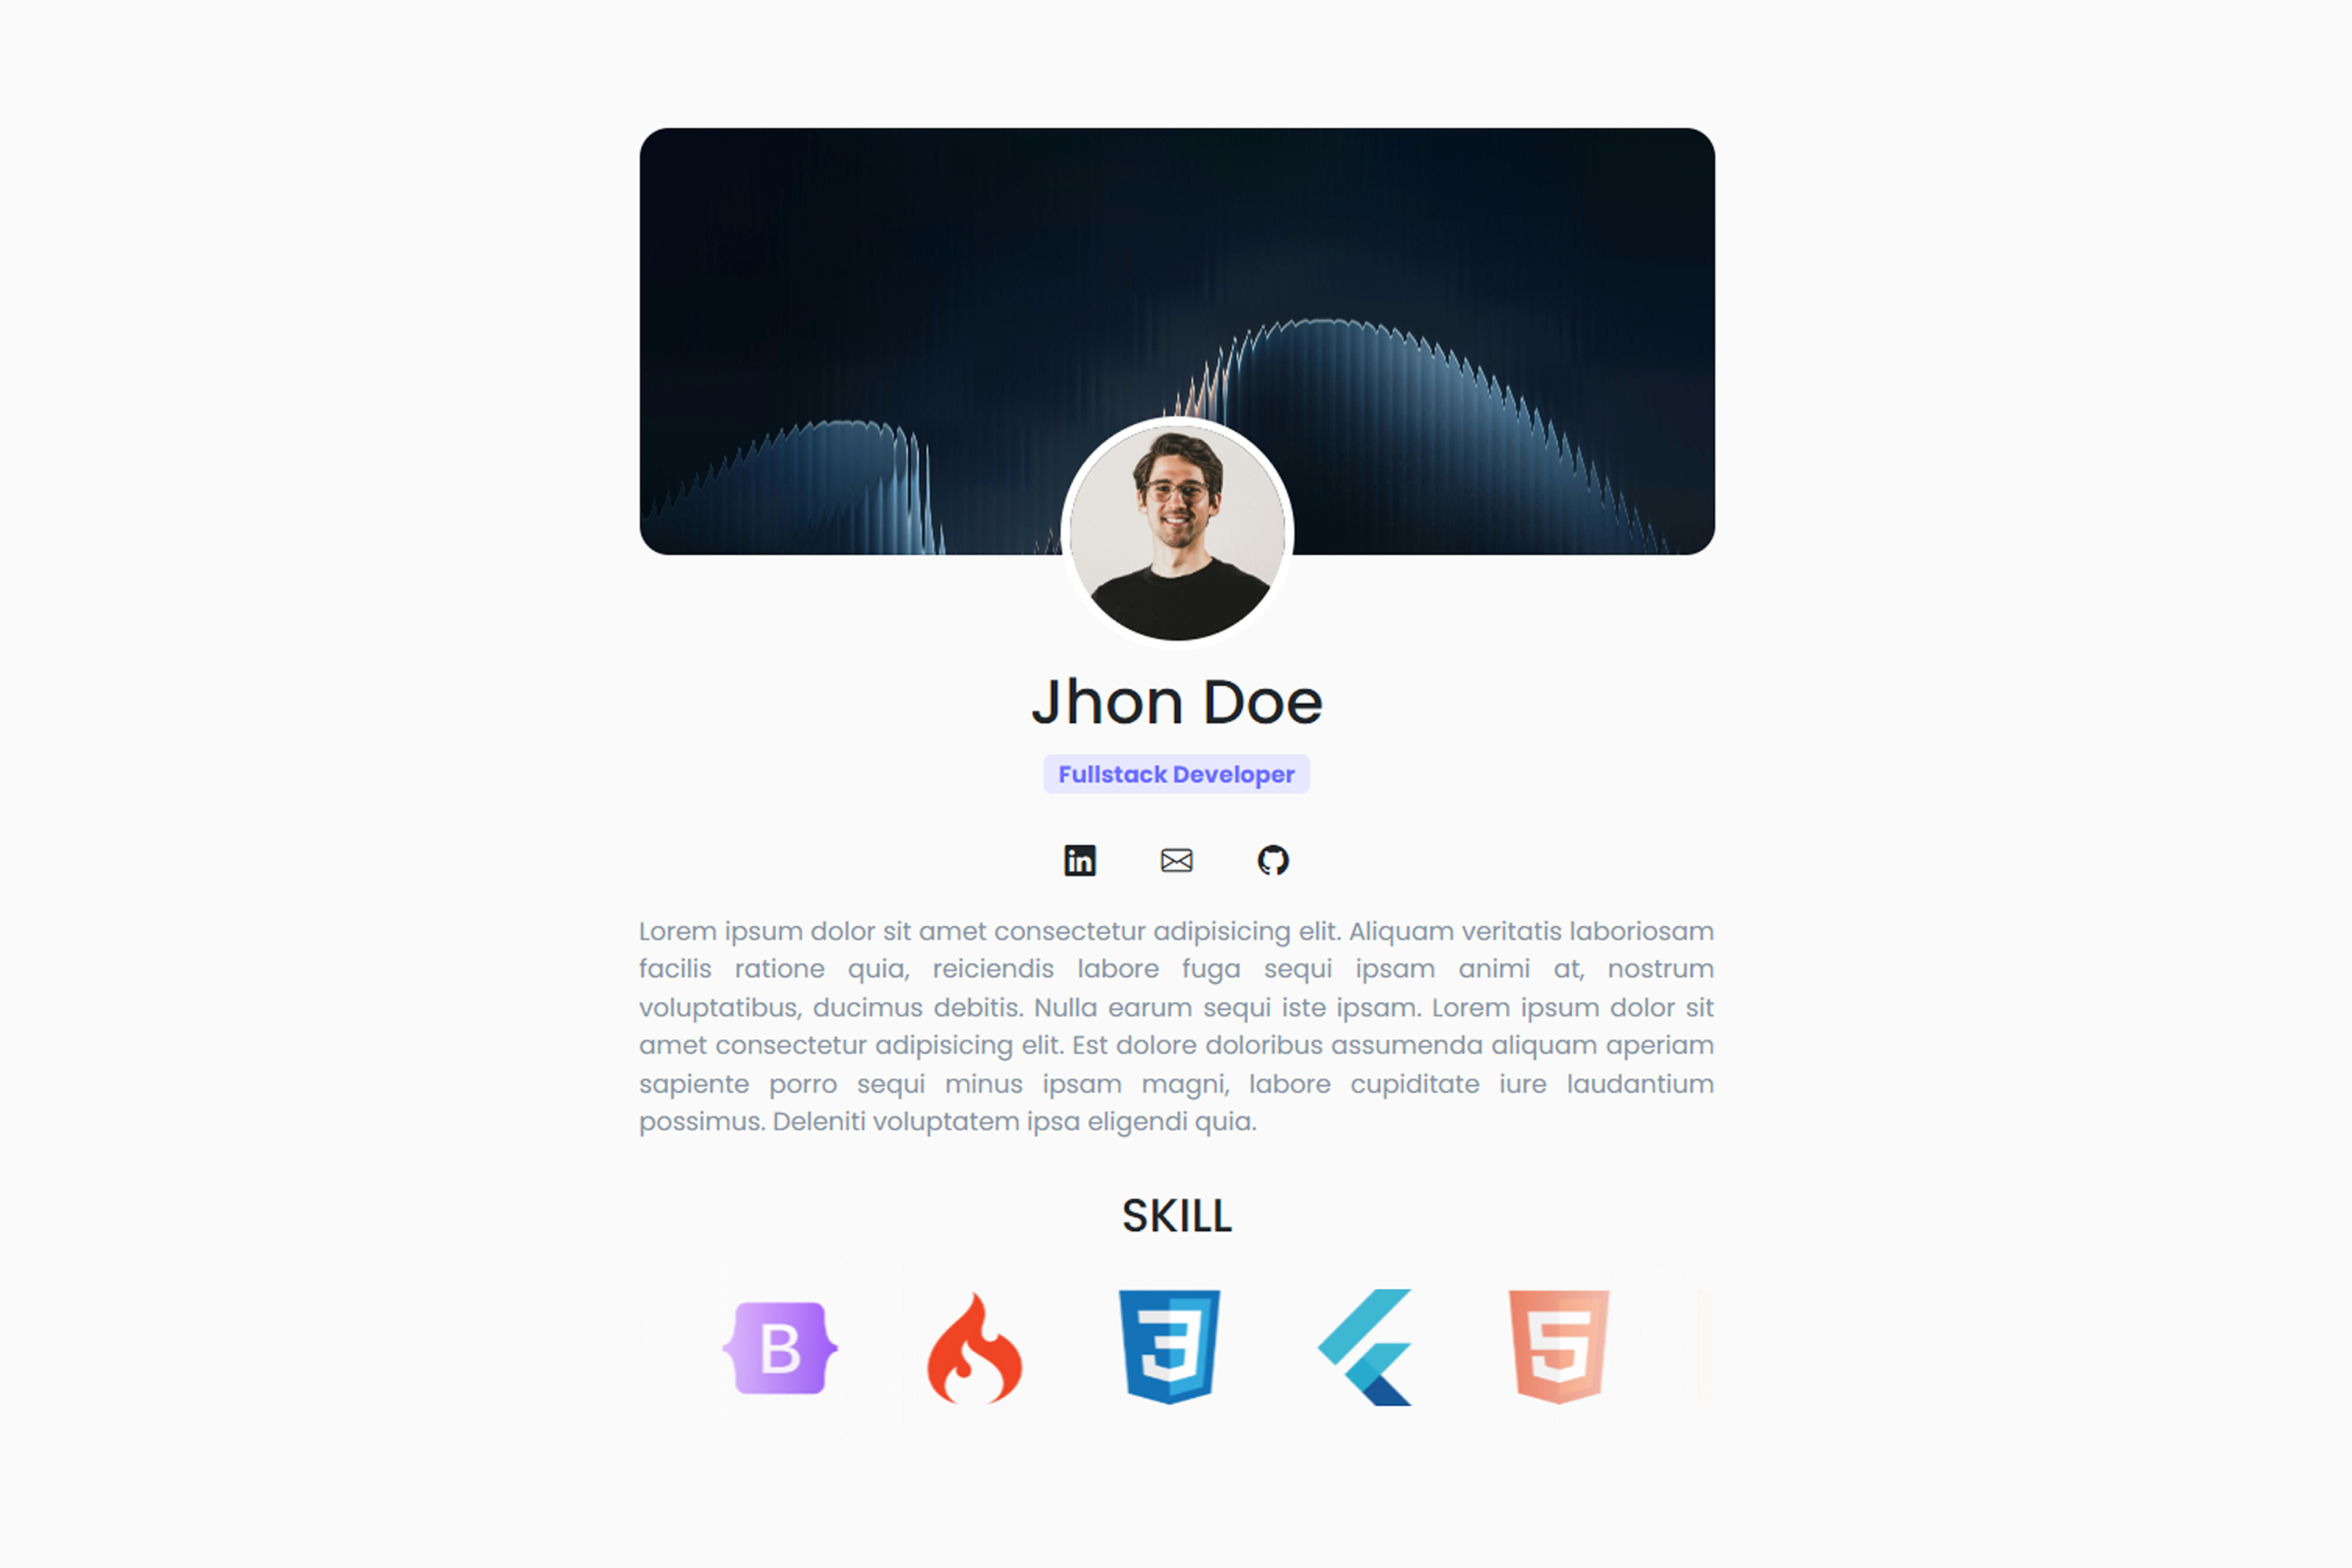 Jhon Doe
Fullstack Developer
in
Lorem ipsum dolor sit amet consectetur adipisicing elit. Aliquam veritatis laboriosam
facilis ratione quia, reiciendis labore fuga sequi ipsam animi at, nostrum
voluptatibus, ducimus debitis. Nulla earum sequi iste ipsam. Lorem ipsum dolor sit
amet consectetur adipisicing elit. Est dolore doloribus assumenda aliquam aperiam
sapiente porro sequi minus ipsam magni, labore cupiditate iure laudantium
possimus. Deleniti voluptatem ipsa eligendi quia.
SKILL
B 3 5